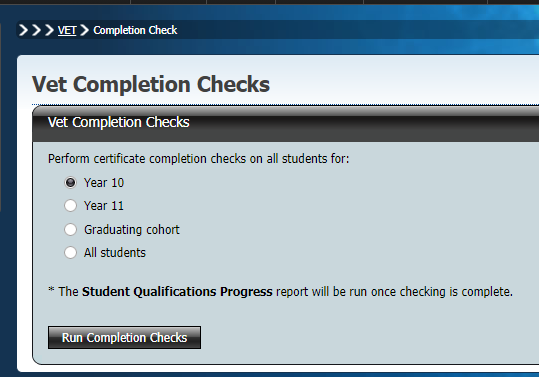 VET Completion Check
Vet Completion Checks
Vet Completion Checks
Perform certificate completion checks on all students for:
Year 10
Year 11
Graduating cohort
All students
* The Student Qualifications Progress report will be run once checking is complete.
Run Completion Checks